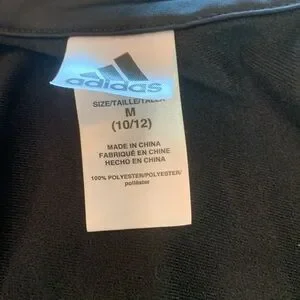 adidas
SIZE/TAILLE/TALLA
M
(10/12)
MADE IN CHINA
FABRIQUÉ EN CHINE
HECHO EN CHINA
100% POLYESTER/POLYESTER/
poliéster